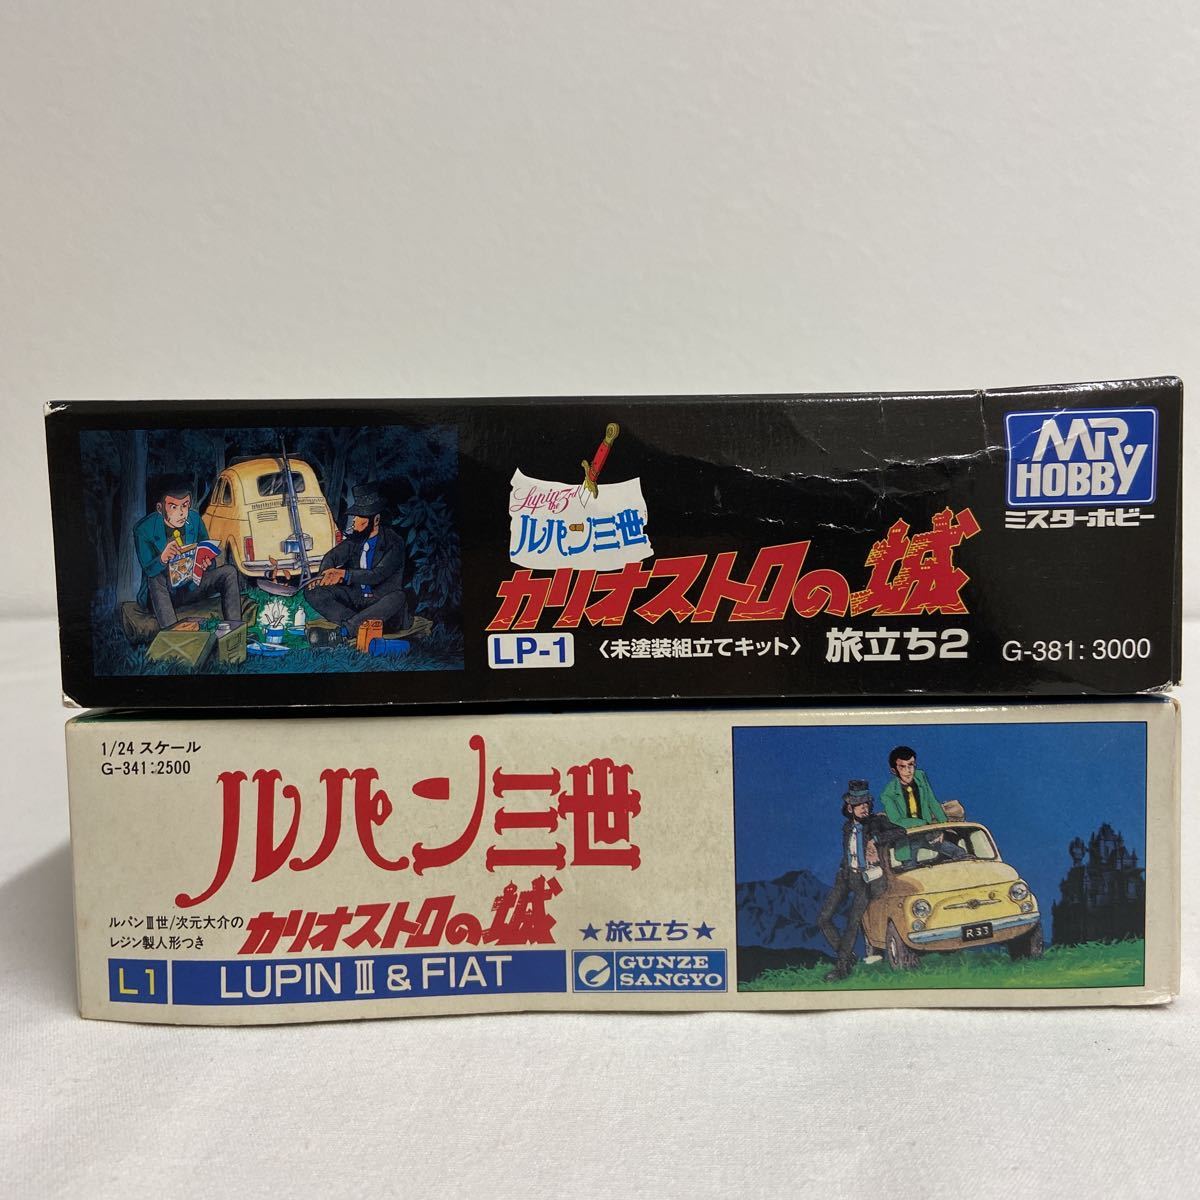 Lupin the 3rd
ルパン三世
カリオストロの城
LP-1 〈未塗装組立てキット〉 旅立ち2 G-381: 3000
MR. HOBBY
ミスターホビー
1/24 スケール
G-341:2500
ルパン三世
ルパンⅢ世/次元大介の
レジン製人形つき
カリオストロの城
★旅立ち★
L1 LUPIN Ⅲ & FIAT
GUNZE
SANGYO
R33